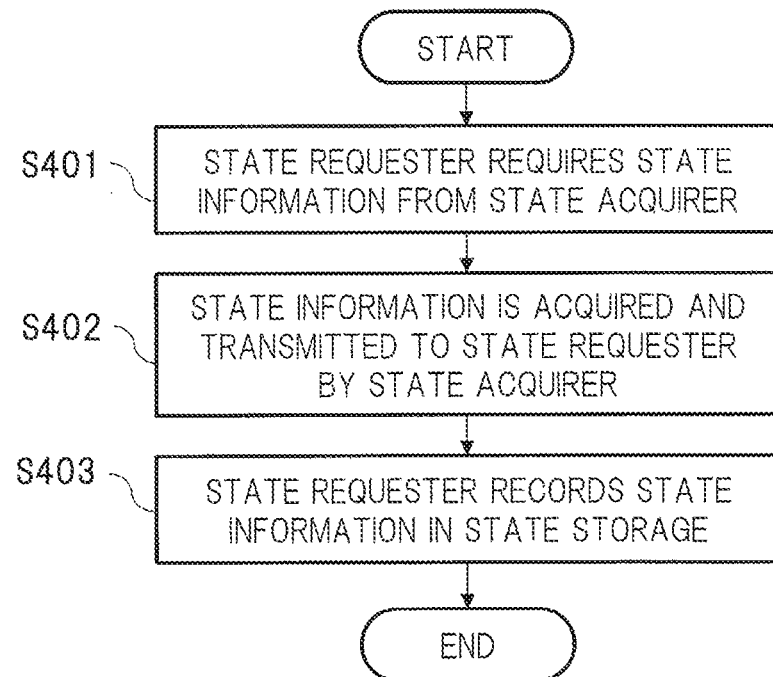 START
S401
STATE REQUESTER REQUIRES STATE
INFORMATION FROM STATE ACQUIRER
S402
STATE INFORMATION IS ACQUIRED AND
TRANSMITTED TO STATE REQUESTER
BY STATE ACQUIRER
S403
STATE REQUESTER RECORDS STATE
INFORMATION IN STATE STORAGE
END